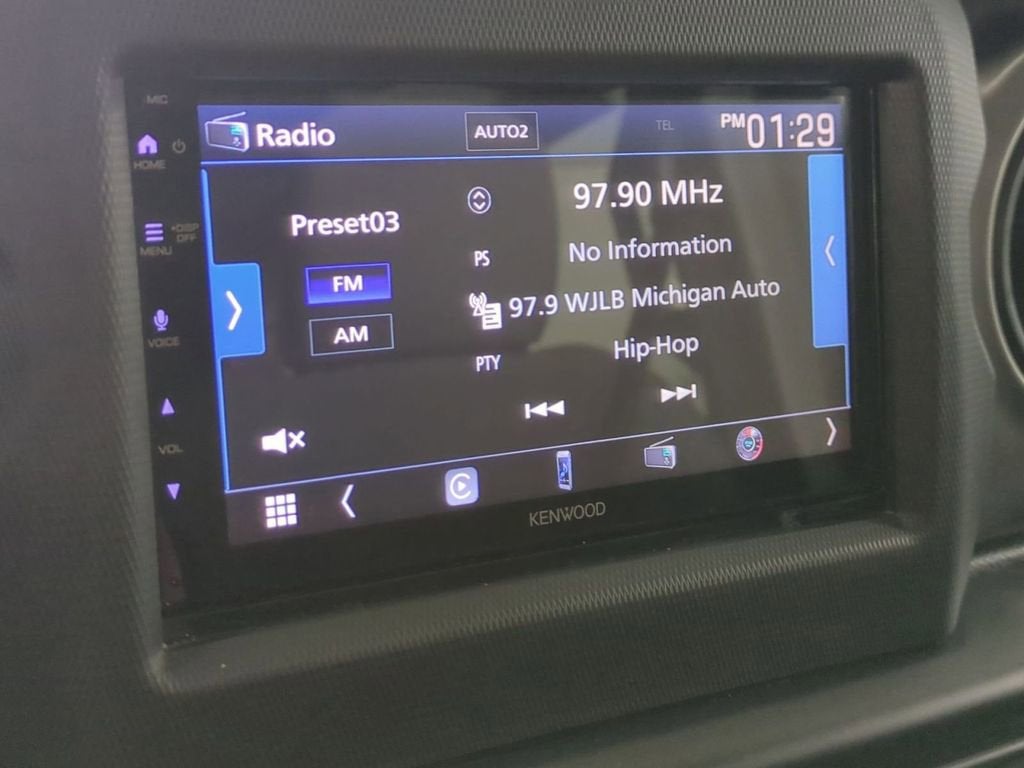 MIC
Radio
AUTO2
TEL
PM 01:29
HOME
97.90 MHz
Preset03
DISP
OFF
MENU
PS
No Information
FM
97.9 WJLB Michigan Auto
AM
VOICE
PTY
Hip-Hop
VOL
KENWOOD